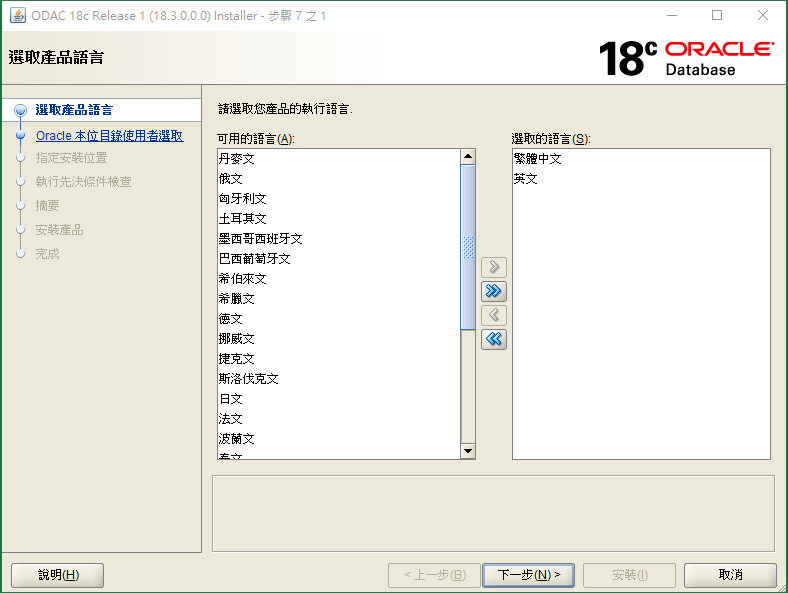 ODAC 18c Release 1 (18.3.0.0.0) Installer - 步驟 7 之 1
選取產品語言
18c ORACLE
Database
選取產品語言
Oracle 本位目錄使用者選取
指定安裝位置
執行先決條件檢查
摘要
安裝產品
完成
請選取您產品的執行語言.
可用的語言(A):
丹麥文
俄文
匈牙利文
土耳其文
墨西哥西班牙文
巴西葡萄牙文
希伯來文
希臘文
德文
挪威文
捷克文
斯洛伐克文
日文
法文
波蘭文
泰文
選取的語言(S):
繁體中文
英文
說明(H)
< 上一步(B)
下一步(N) >
安裝(I)
取消